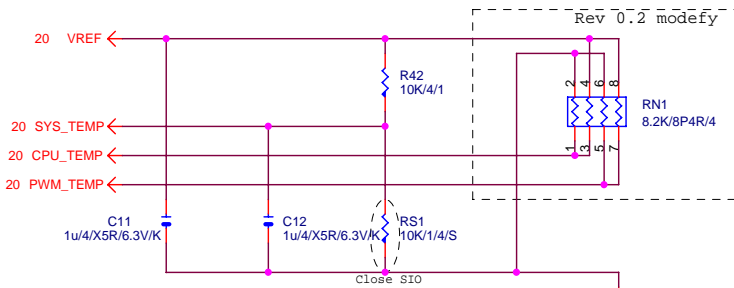 Rev 0.2 modefy
20 VREF
R42
10K/4/1
2 4 6 8
RN1
8.2K/8P4R/4
1 3 5 7
20 SYS_TEMP
20 CPU_TEMP
20 PWM_TEMP
C11
1u/4/X5R/6.3V/K
C12
1u/4/X5R/6.3V/K
RS1
10K/1/4/S
Close SIO